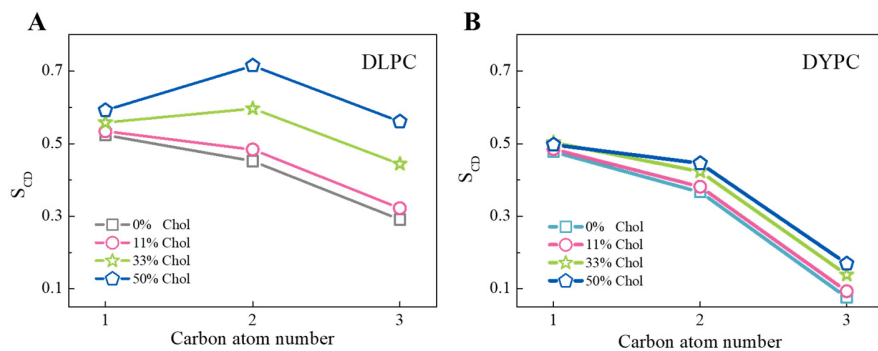 A
DLPC
0.7
0.5
0.3
0.1
S_CD
0% Chol
11% Chol
33% Chol
50% Chol
1 2 3
Carbon atom number
B
DYPC
0.7
0.5
0.3
0.1
S_CD
0% Chol
11% Chol
33% Chol
50% Chol
1 2 3
Carbon atom number